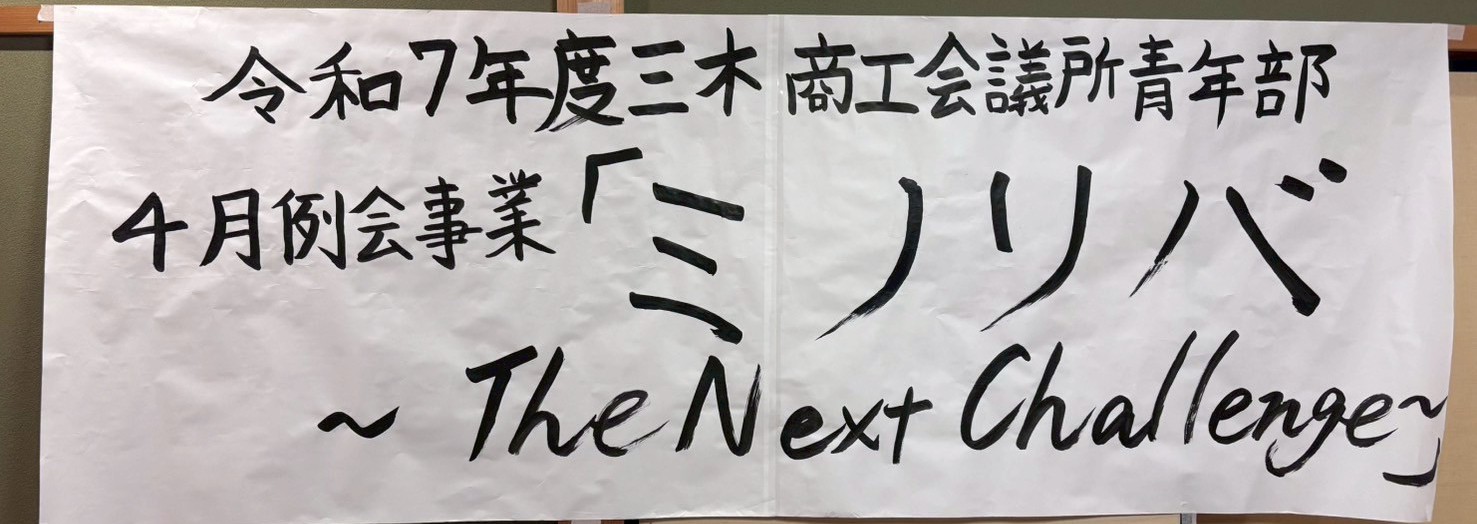 令和7年度三木商工会議所青年部
4月例会事業「ミノリバ
～The Next Challenge～」